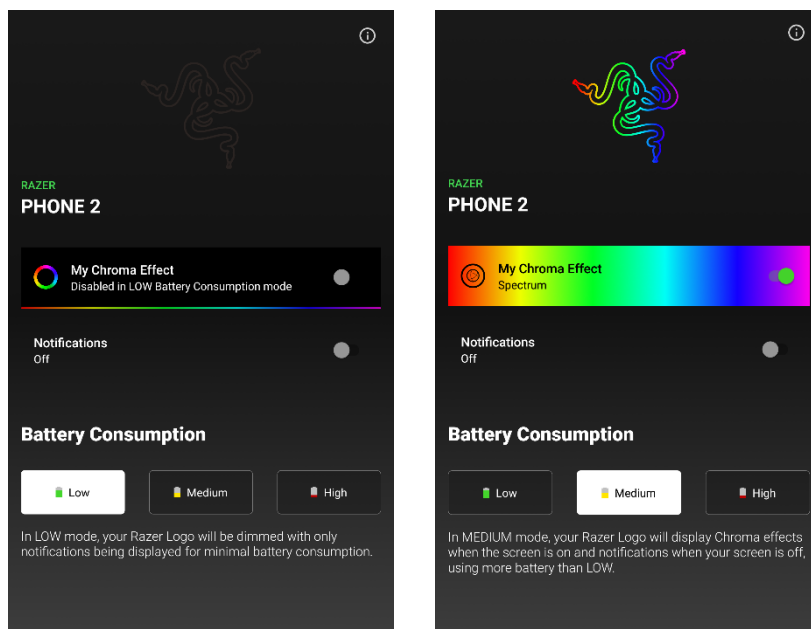 RAZER
PHONE 2
My Chroma Effect
Disabled in LOW Battery Consumption mode
Notifications
Off
Battery Consumption
Low
Medium
High
In LOW mode, your Razer Logo will be dimmed with only
notifications being displayed for minimal battery consumption.
RAZER
PHONE 2
My Chroma Effect
Spectrum
Notifications
Off
Battery Consumption
Low
Medium
High
In MEDIUM mode, your Razer Logo will display Chroma effects
when the screen is on and notifications when your screen is off,
using more battery than LOW.